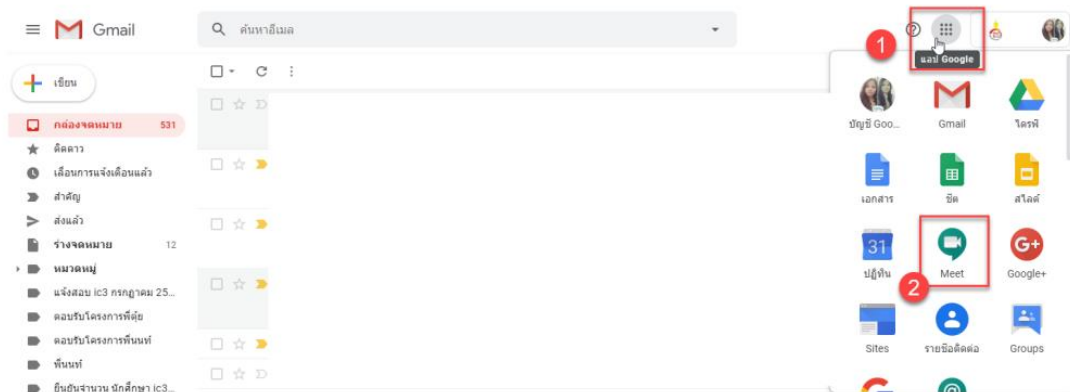 Gmail
ค้นหาอีเมล
1
แอป Google
เขียน
กล่องจดหมาย 531
ติดดาว
เลื่อนการแจ้งเตือนแล้ว
สำคัญ
ส่งแล้ว
ร่างจดหมาย 12
หมวดหมู่
แจ้งสอบ ic3 กรกฎาคม 25...
ตอบรับโครงการพี่ตุ้ย
ตอบรับโครงการพี่นนท์
พี่นนท์
ยืนยันจำนวน นักศึกษา ic3...
บัญชี Goo... Gmail ไดรฟ์
เอกสาร ชีต สไลด์
31
G+
ปฏิทิน Meet Google+
2
Sites รายชื่อติดต่อ Groups